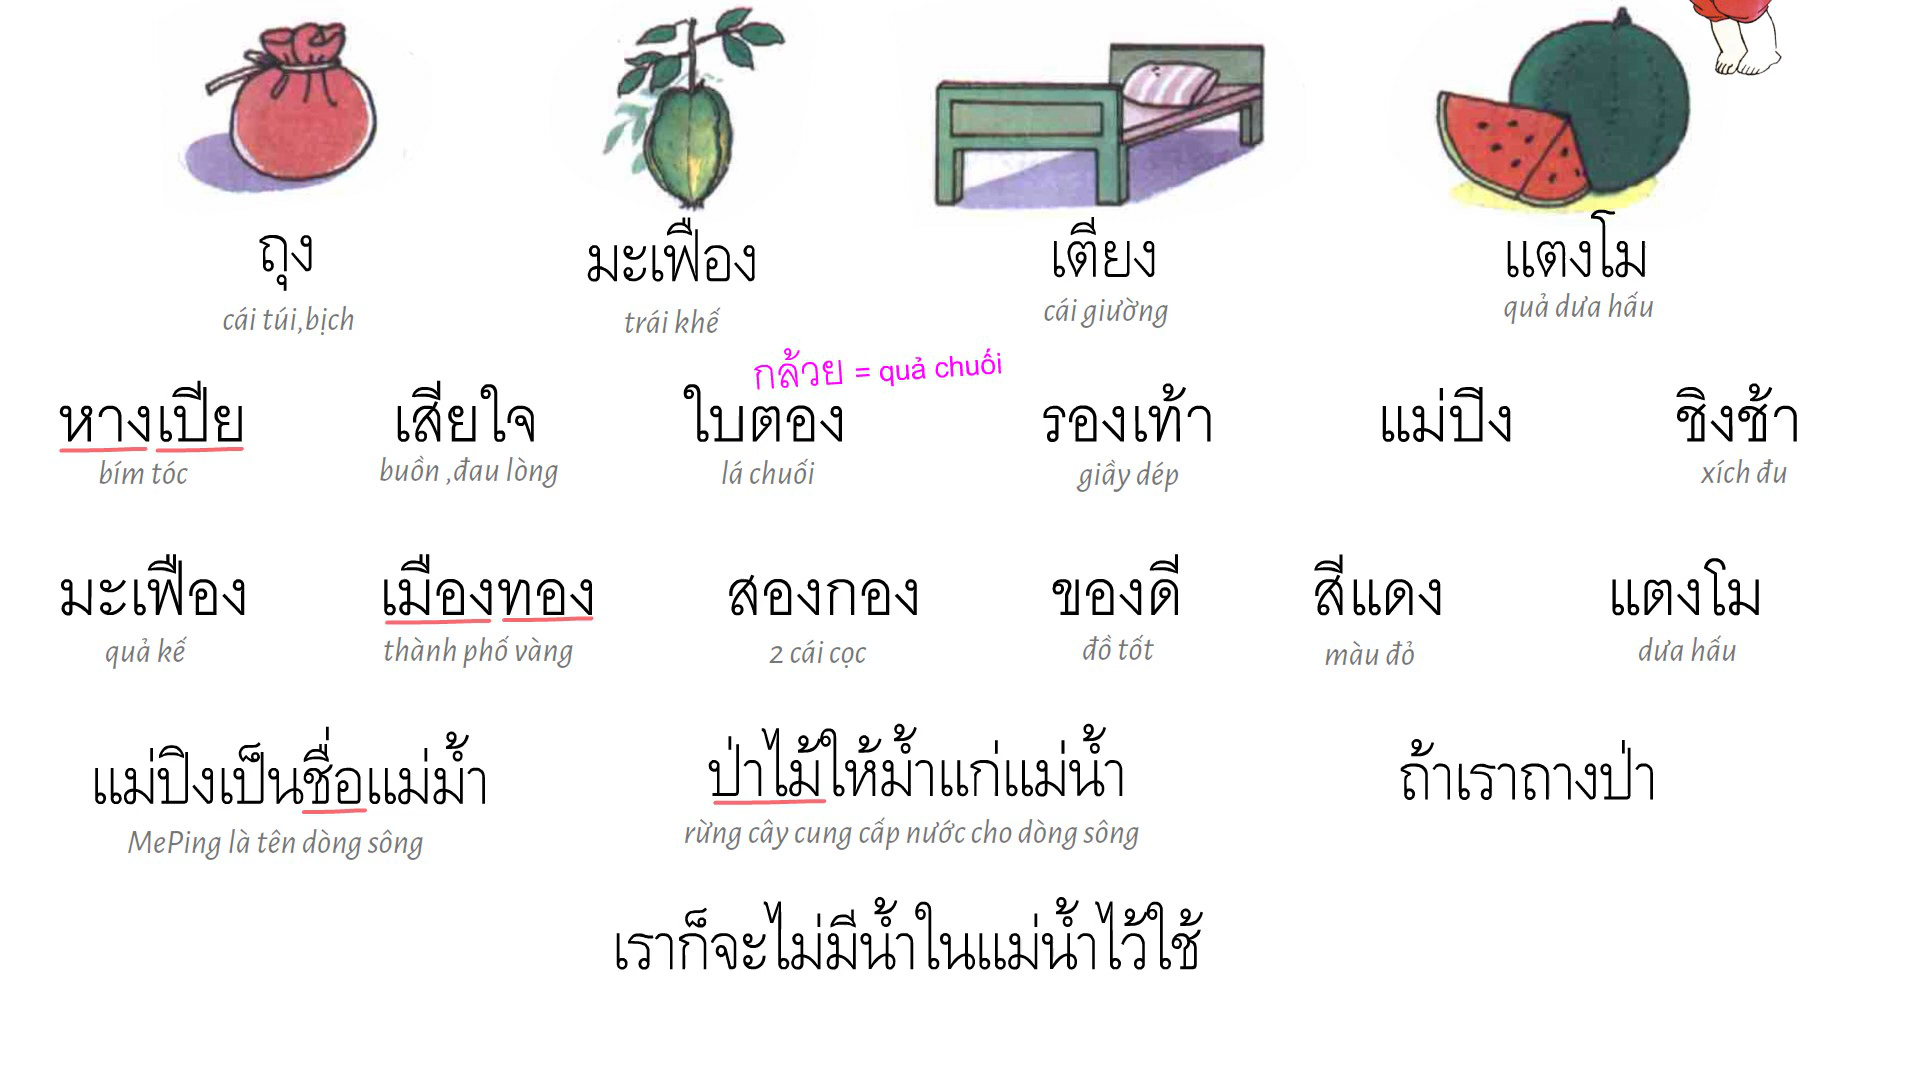 ถุง มะเฟือง เตียง แตงโม
cái túi,bịch trái khế cái giường quả dưa hấu
กล้วย = quả chuối
หางเปีย เสียใจ ใบตอง รองเท้า แม่ปิง ชิงช้า
bím tóc buồn ,đau lòng lá chuối giầy dép xích đu
มะเฟือง เมืองทอง สองกอง ของดี สีแดง แตงโม
quả kế thành phố vàng 2 cái cọc đồ tốt màu đỏ dưa hấu
แม่ปิงเป็นชื่อแม่ม้ำ ป่าไม้ให้ม้ำแก่แม่น้ำ ถ้าเราถางป่า
MePing là tên dòng sông rừng cây cung cấp nước cho dòng sông
เราก็จะไม่มีน้ำในแม่น้ำไว้ใช้